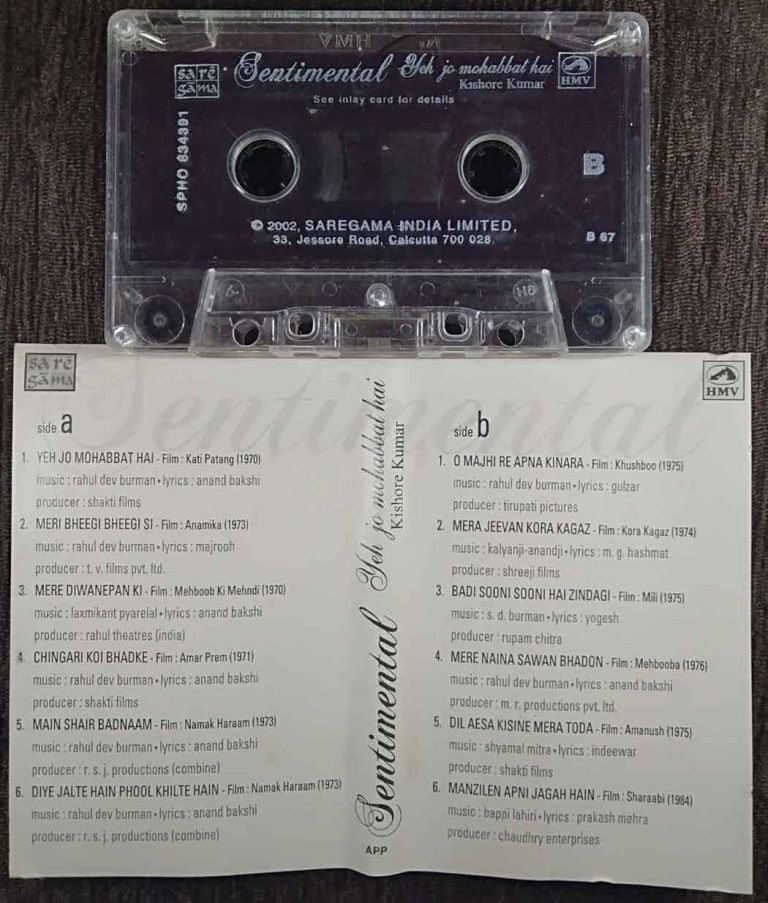 sa re
gā ma
Sentimental Yeh jo mohabbat hai
Kishore Kumar
HMV
See inlay card for details
SPHO 834391
B
© 2002, SAREGAMA INDIA LIMITED,
33, Jessore Road, Calcutta 700 028.
B 67
sa re
gā ma
Sentimental
HMV
side a
1. YEH JO MOHABBAT HAI - Film : Kati Patang (1970)
music : rahul dev burman • lyrics : anand bakshi
producer : shakti films
2. MERI BHEEGI BHEEGI SI - Film : Anamika (1973)
music : rahul dev burman • lyrics : majrooh
producer : t. v. films pvt. ltd.
3. MERE DIWANEPAN KI - Film : Mehboob Ki Mehndi (1970)
music : laxmikant pyarelal • lyrics : anand bakshi
producer : rahul theatres (india)
4. CHINGARI KOI BHADKE - Film : Amar Prem (1971)
music : rahul dev burman • lyrics : anand bakshi
producer : shakti films
5. MAIN SHAIR BADNAAM - Film : Namak Haraam (1973)
music : rahul dev burman • lyrics : anand bakshi
producer : r. s. j. productions (combine)
6. DIYE JALTE HAIN PHOOL KHILTE HAIN - Film : Namak Haraam (1973)
music : rahul dev burman • lyrics : anand bakshi
producer : r. s. j. productions (combine)
Sentimental Yeh jo mohabbat hai
Kishore Kumar
APP
side b
1. O MAJHI RE APNA KINARA - Film : Khushboo (1975)
music : rahul dev burman • lyrics : gulzar
producer : tirupati pictures
2. MERA JEEVAN KORA KAGAZ - Film : Kora Kagaz (1974)
music : kalyanji-anandji • lyrics : m. g. hashmat
producer : shreeji films
3. BADI SOONI SOONI HAI ZINDAGI - Film : Mili (1975)
music : s. d. burman • lyrics : yogesh
producer : rupam chitra
4. MERE NAINA SAWAN BHADON - Film : Mehbooba (1976)
music : rahul dev burman • lyrics : anand bakshi
producer : m. r. productions pvt. ltd.
5. DIL AESA KISINE MERA TODA - Film : Amanush (1975)
music : shyamal mitra • lyrics : indeewar
producer : shakti films
6. MANZILEN APNI JAGAH HAIN - Film : Sharaabi (1984)
music : bappi lahiri • lyrics : prakash mehra
producer : chaudhry enterprises